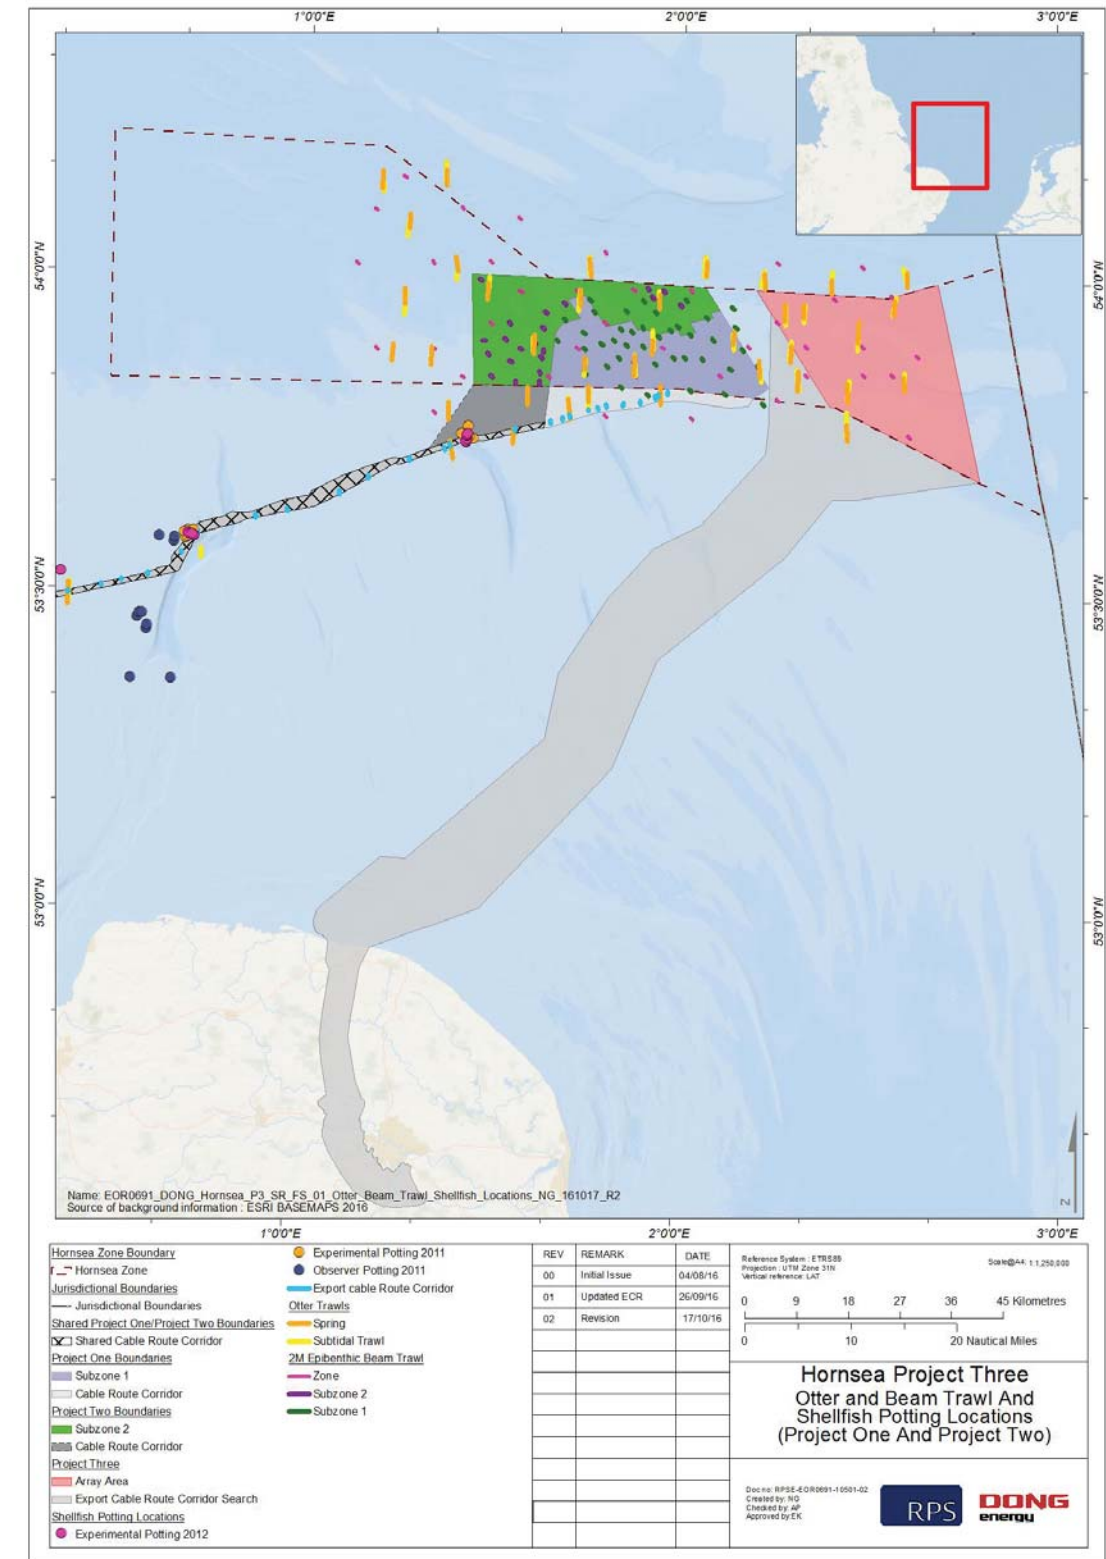 1°0'0"E
2°0'0"E
3°0'0"E
54°0'0"N
54°0'0"N
53°30'0"N
53°30'0"N
53°0'0"N
53°0'0"N
Name: EOR0691_DONG_Hornsea_P3_SR_FS_01_Otter_Beam_Trawl_Shellfish_Locations_NG_161017_R2
Source of background information : ESRI BASEMAPS 2016
N
1°0'0"E
2°0'0"E
3°0'0"E
Hornsea Zone Boundary
Hornsea Zone
Jurisdictional Boundaries
Jurisdictional Boundaries
Shared Project One/Project Two Boundaries
Shared Cable Route Corridor
Project One Boundaries
Subzone 1
Cable Route Corridor
Project Two Boundaries
Subzone 2
Cable Route Corridor
Project Three
Array Area
Export Cable Route Corridor Search
Shellfish Potting Locations
Experimental Potting 2012
Experimental Potting 2011
Observer Potting 2011
Export cable Route Corridor
Otter Trawls
Spring
Subtidal Trawl
2M Epibenthic Beam Trawl
Zone
Subzone 2
Subzone 1
REV REMARK DATE
00 Initial Issue 04/08/16
01 Updated ECR 26/09/16
02 Revision 17/10/16
Reference System : ETRS89
Projection : UTM Zone 31N
Vertical reference: LAT
Scale@A4: 1:1,250,000
0 9 18 27 36 45 Kilometres
0 10 20 Nautical Miles
Hornsea Project Three
Otter and Beam Trawl And
Shellfish Potting Locations
(Project One And Project Two)
Doc no: RPSE-EOR0691-10501-02
Created by: NG
Checked by: AP
Approved by:EK
RPS
DONG
energy